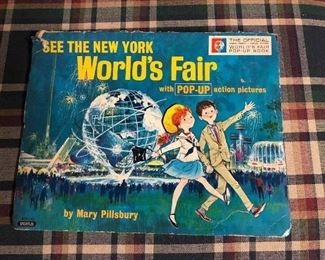 SEE THE NEW YORK
World's Fair
with POP-UP action pictures
THE OFFICIAL
WORLD'S FAIR
POP-UP BOOK
by Mary Pillsbury